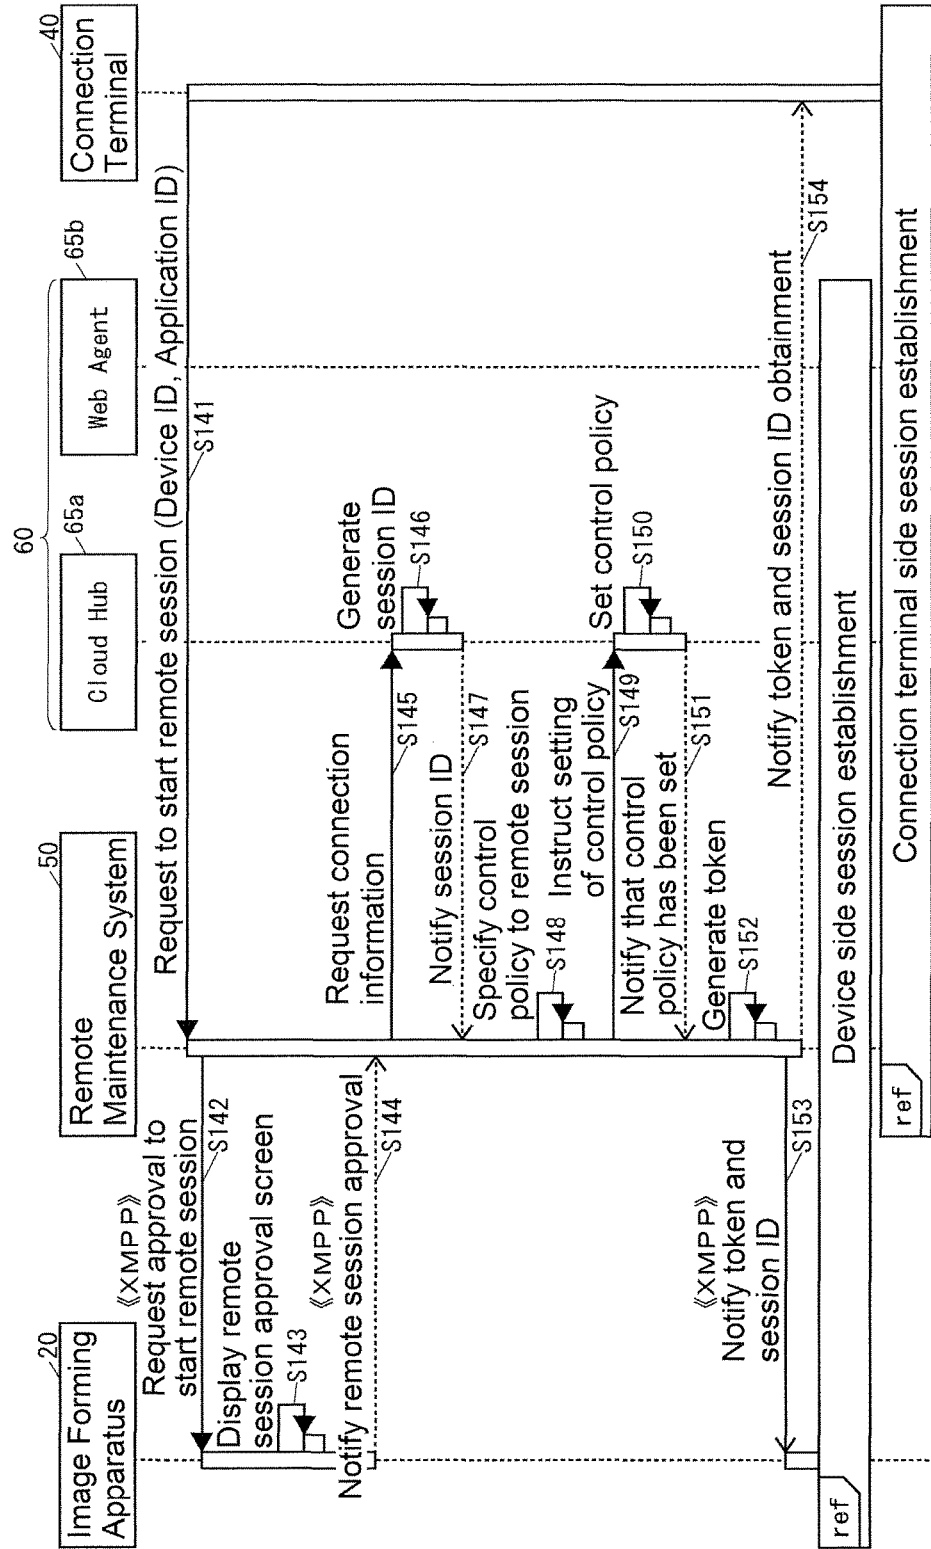 Image Forming
Apparatus
20
Remote
Maintenance System
50
60
Cloud Hub
65a
Web Agent
65b
Connection
Terminal
40
Request to start remote session (Device ID, Application ID)
S141
《XMPP》
Request approval to
start remote session
S142
Display remote
session approval screen
S143
《XMPP》
Notify remote session approval
S144
Request connection
information
S145
Generate
session ID
S146
Notify session ID
S147
Specify control
policy to remote session
S148
Instruct setting
of control policy
S149
Set control policy
S150
Notify that control
policy has been set
S151
Generate token
S152
《XMPP》
Notify token and
session ID
S153
Notify token and session ID obtainment
S154
ref
Device side session establishment
ref
Connection terminal side session establishment